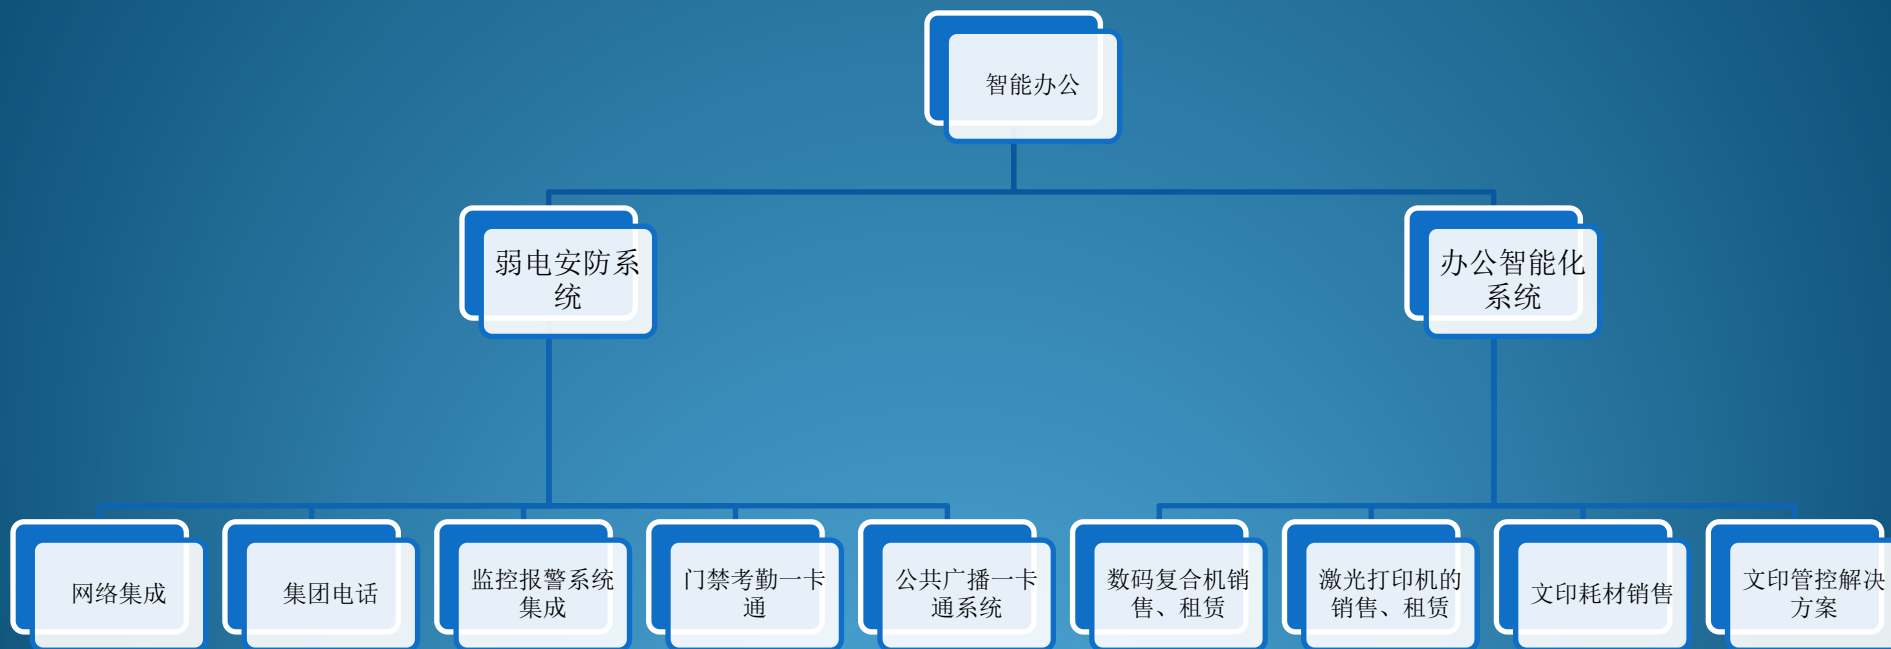 智能办公
弱电安防系
统
办公智能化
系统
网络集成
集团电话
监控报警系统
集成
门禁考勤一卡
通
公共广播一卡
通系统
数码复合机销
售、租赁
激光打印机的
销售、租赁
文印耗材销售
文印管控解决
方案